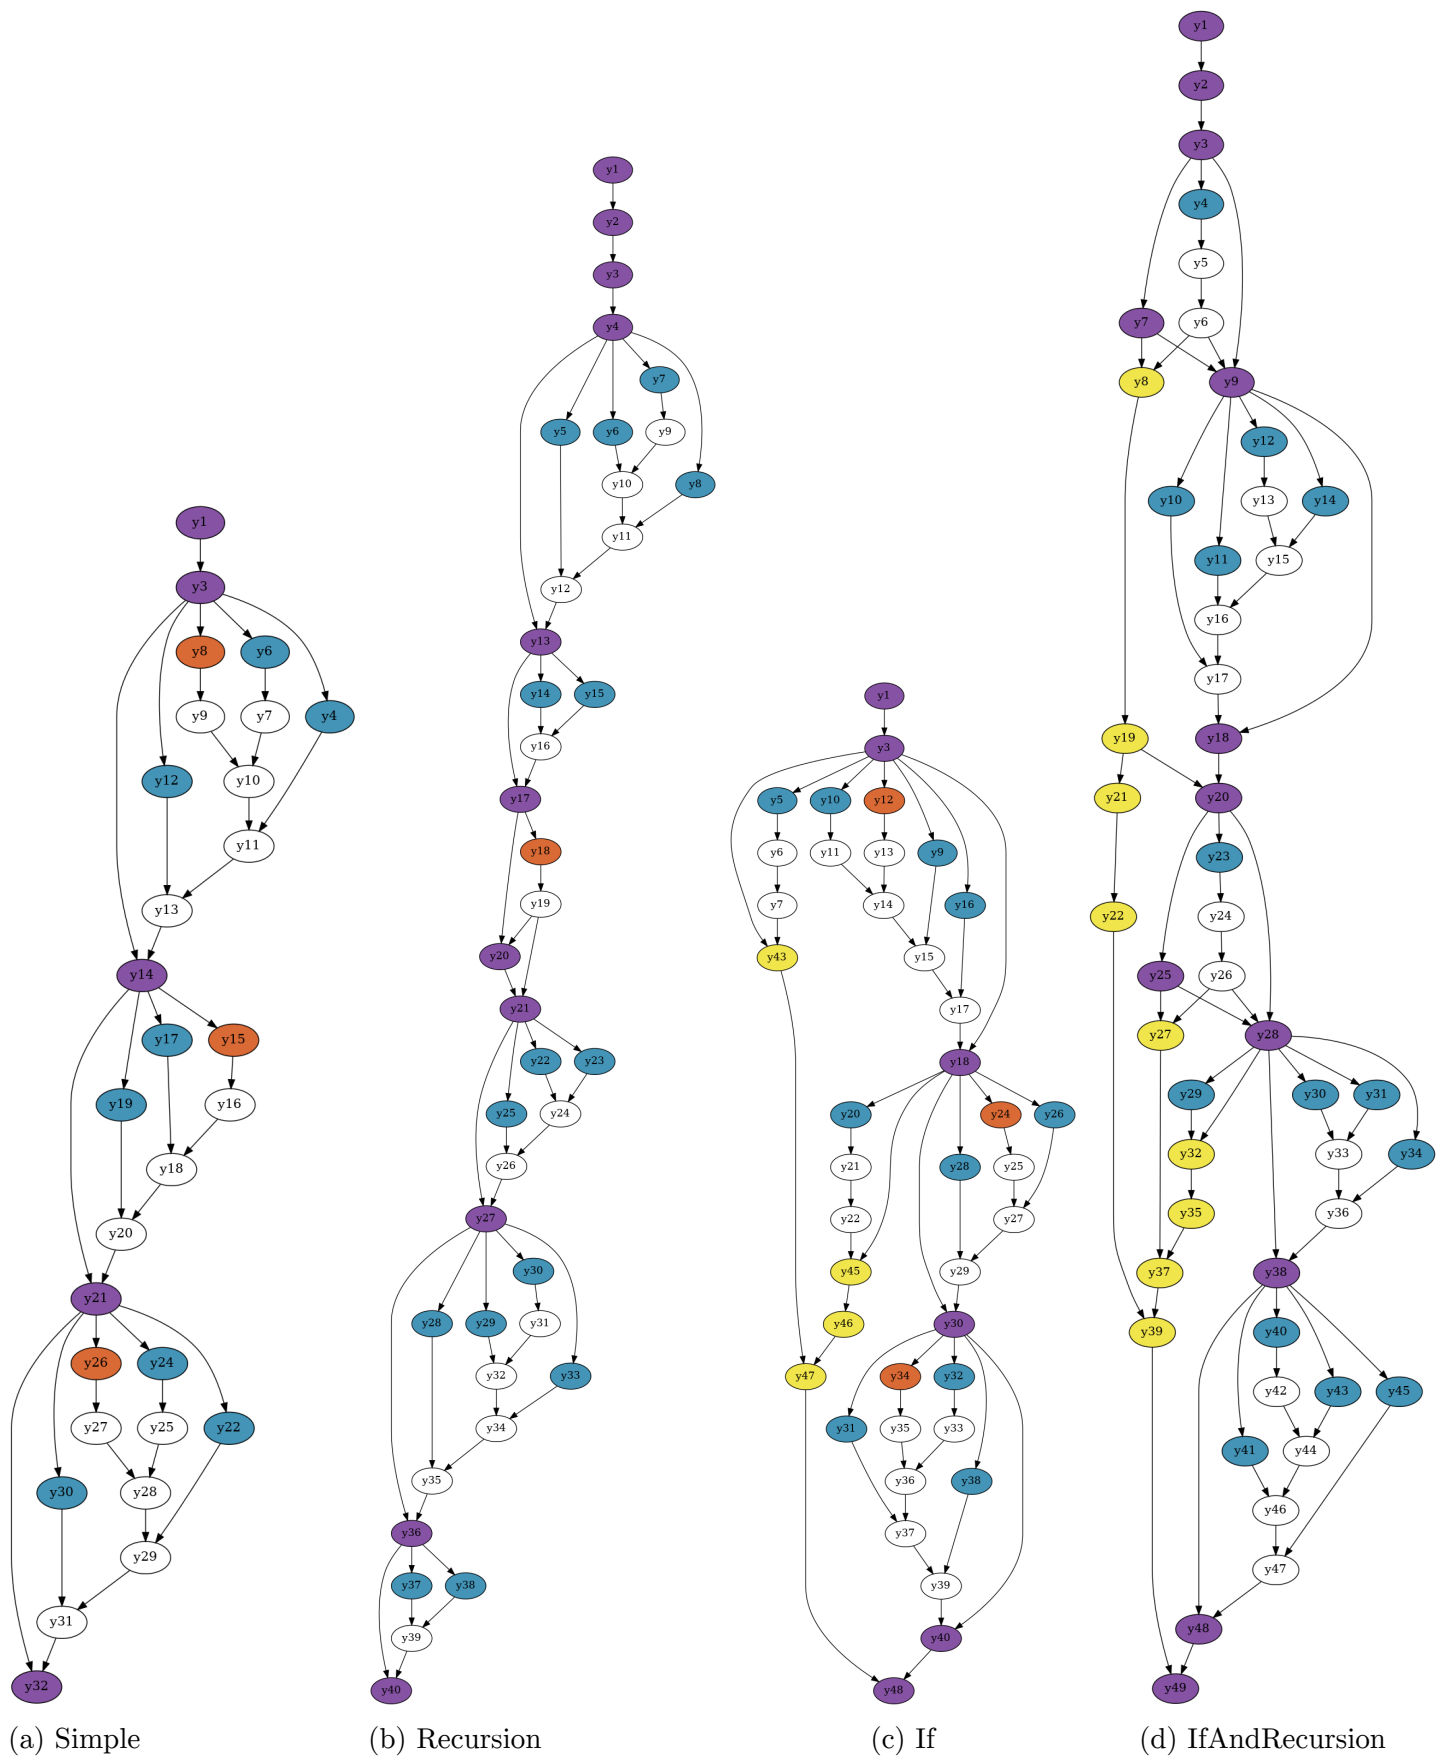 y1
y3
y8
y6
y9
y7
y4
y12
y10
y11
y13
y14
y17
y15
y19
y16
y18
y20
y21
y26
y24
y27
y25
y22
y30
y28
y29
y31
y32
(a) Simple
y1
y2
y3
y4
y7
y5
y6
y9
y10
y8
y11
y12
y13
y14
y15
y16
y17
y18
y19
y20
y21
y22
y23
y25
y24
y26
y27
y30
y28
y29
y31
y32
y33
y34
y35
y36
y37
y38
y39
y40
(b) Recursion
y1
y3
y5
y10
y12
y6
y11
y13
y9
y7
y14
y16
y43
y15
y17
y18
y20
y24
y26
y21
y28
y25
y22
y27
y45
y29
y46
y30
y47
y34
y32
y31
y35
y33
y36
y38
y37
y39
y40
y48
(c) If
y1
y2
y3
y4
y5
y7
y6
y8
y9
y12
y10
y13
y14
y11
y15
y16
y17
y19
y18
y21
y20
y23
y22
y24
y25
y26
y27
y28
y29
y30
y31
y32
y33
y34
y35
y36
y37
y38
y39
y40
y42
y43
y45
y41
y44
y46
y47
y48
y49
(d) IfAndRecursion